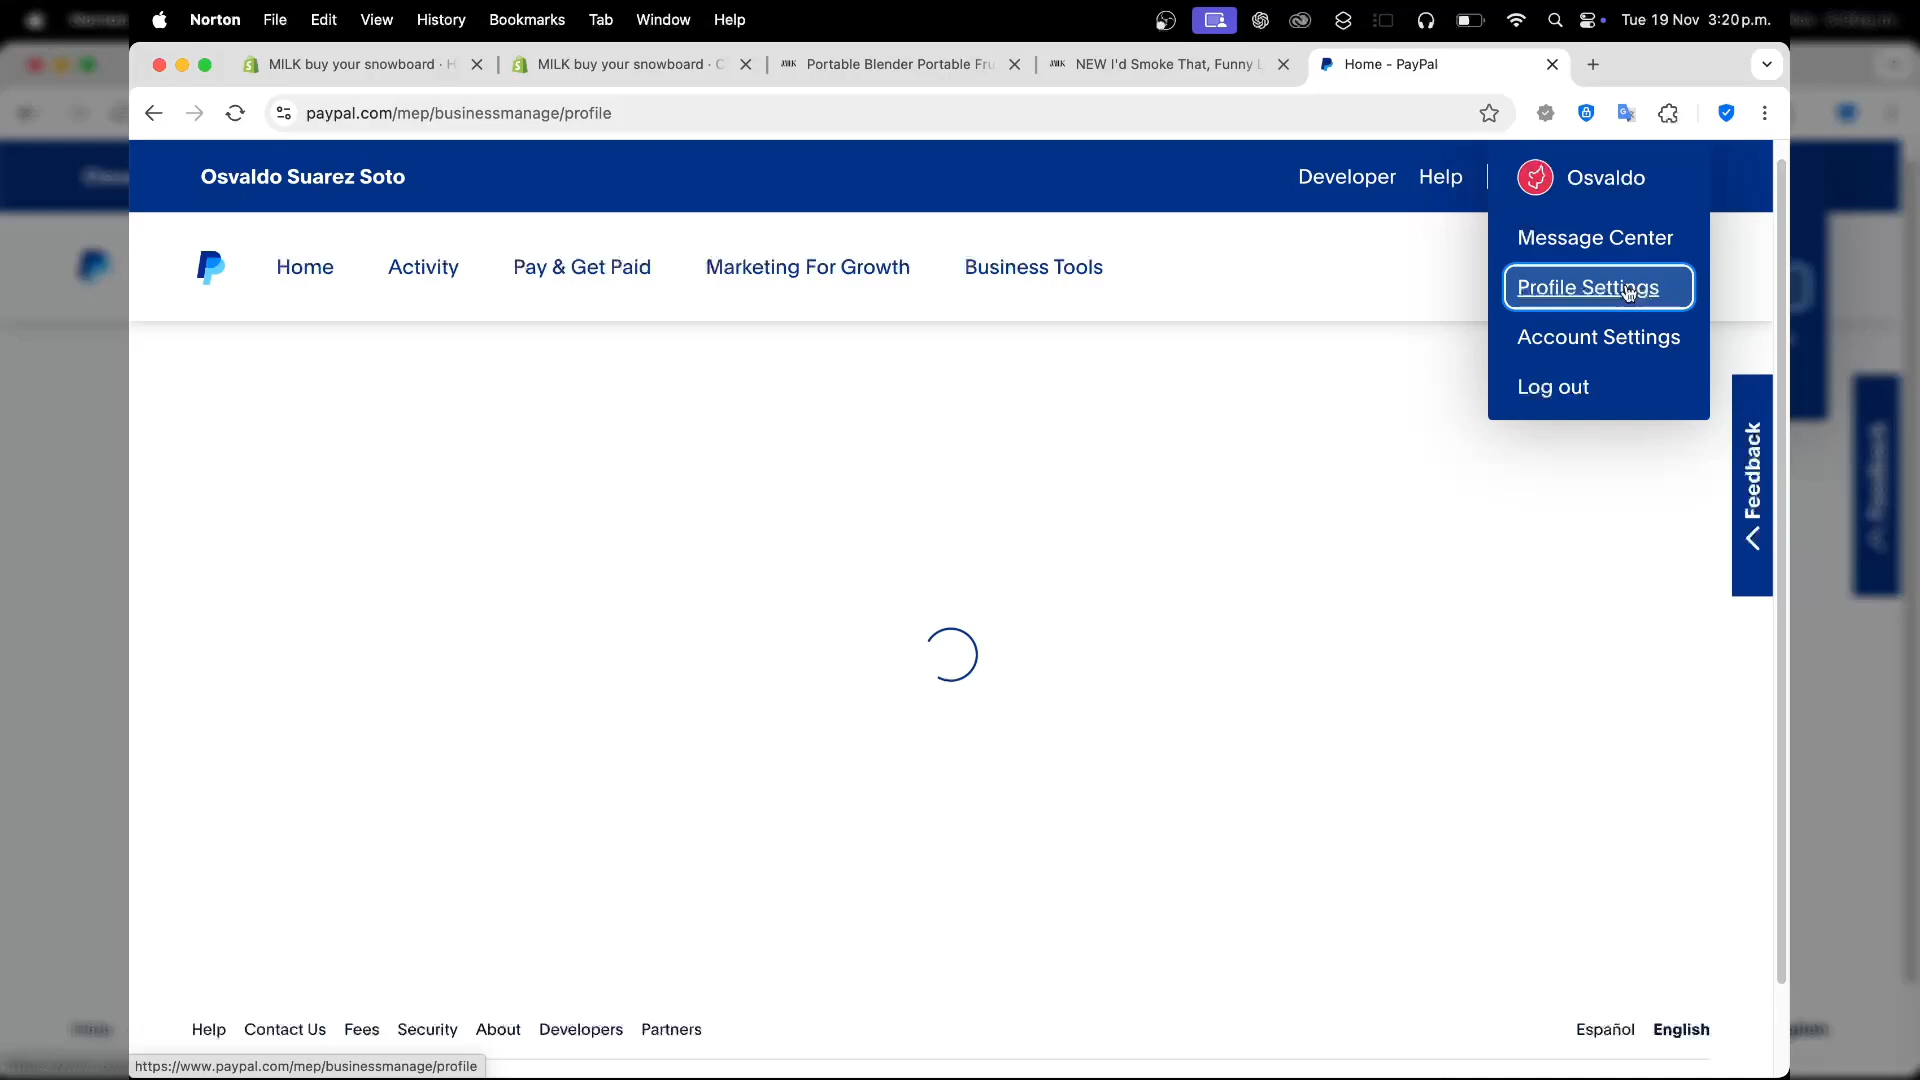 Norton File Edit View History Bookmarks Tab Window Help Tue 19 Nov 3:20 p.m.
MILK buy your snowboard · H MILK buy your snowboard · C Portable Blender Portable Fru NEW I'd Smoke That, Funny L Home - PayPal
paypal.com/mep/businessmanage/profile
Osvaldo Suarez Soto Developer Help Osvaldo
Message Center
Home Activity Pay & Get Paid Marketing For Growth Business Tools
Profile Settings
Account Settings
Log out
Feedback
Help Contact Us Fees Security About Developers Partners Español English
https://www.paypal.com/mep/businessmanage/profile